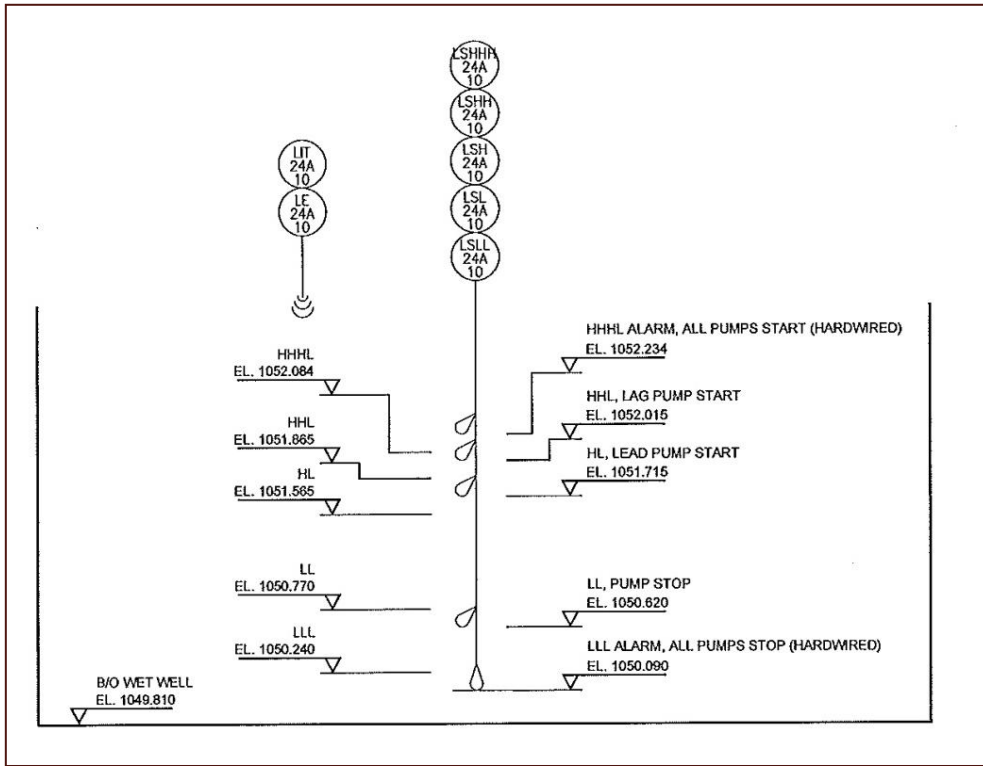 LSHHH
24A
10
LSHH
24A
10
LIT
24A
10
LSH
24A
10
LE
24A
10
LSL
24A
10
LSLL
24A
10
HHHL ALARM, ALL PUMPS START (HARDWIRED)
EL. 1052.234
HHHL
EL. 1052.084
HHL, LAG PUMP START
EL. 1052.015
HHL
EL. 1051.865
HL, LEAD PUMP START
EL. 1051.715
HL
EL. 1051.565
LL
EL. 1050.770
LL, PUMP STOP
EL. 1050.620
LLL
EL. 1050.240
LLL ALARM, ALL PUMPS STOP (HARDWIRED)
EL. 1050.090
B/O WET WELL
EL. 1049.810